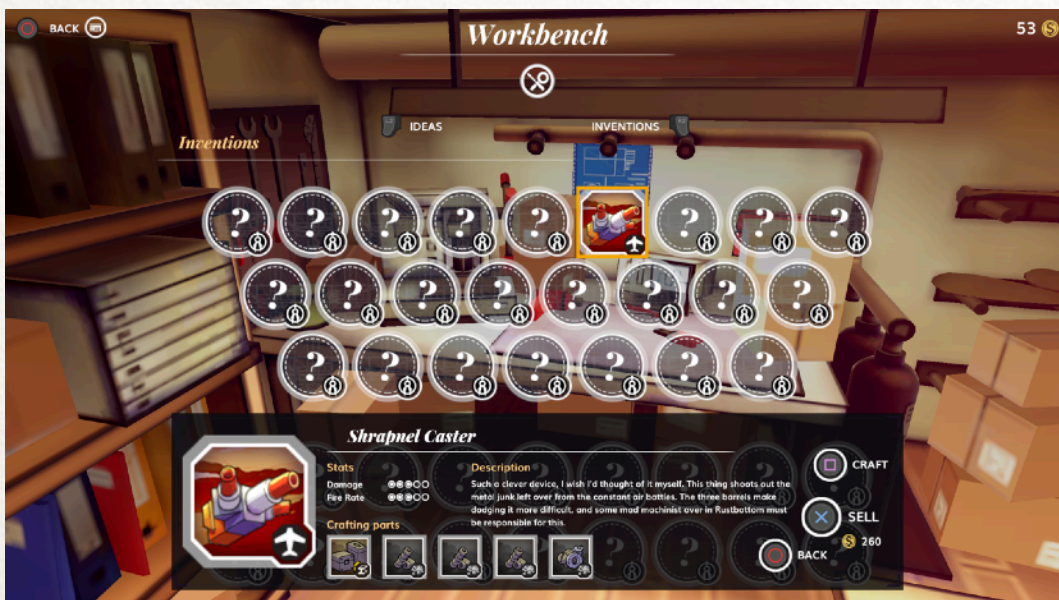 BACK
Workbench
53
IDEAS
INVENTIONS
Inventions
? ? ? ? ? ? ? ?
? ? ? ? ? ? ? ?
? ? ? ? ? ? ?
Shrapnel Caster
Stats
Damage
Fire Rate
Crafting parts
Description
Such a clever device, I wish I'd thought of it myself. This thing shoots out the
metal junk left over from the constant air battles. The three barrels make
dodging it more difficult, and some mad machinist over in Rustbottom must
be responsible for this.
CRAFT
SELL
260
BACK